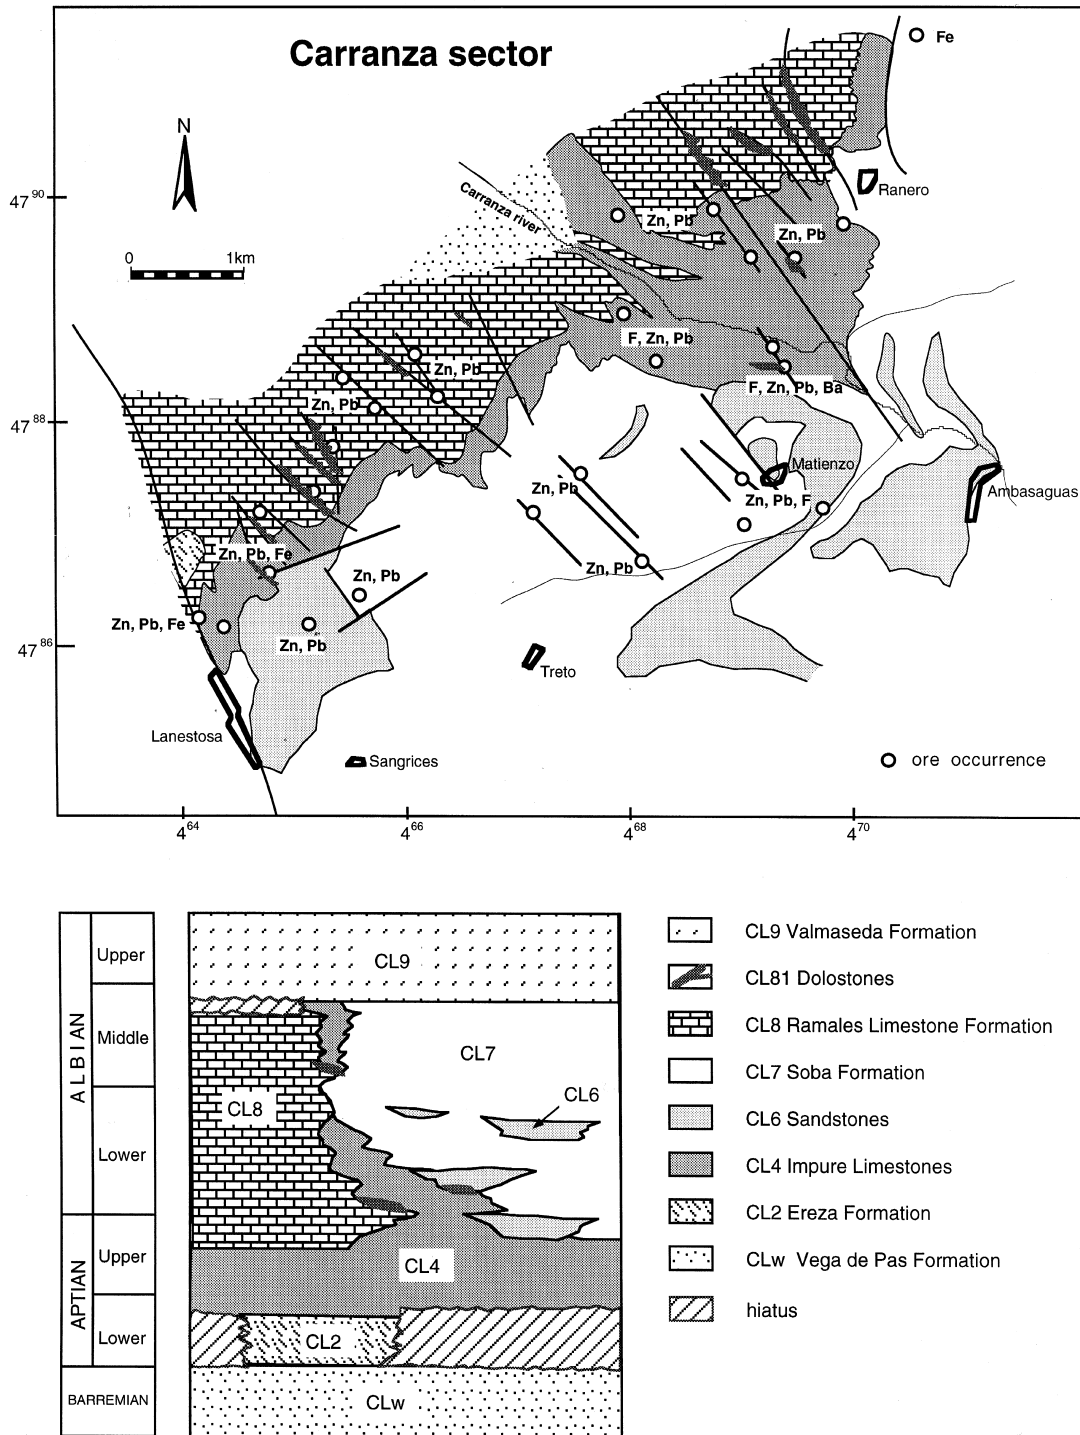 Carranza sector
Fe
N
47 90
Ranero
Carranza river
Zn, Pb
Zn, Pb
0 1km
F, Zn, Pb
Zn, Pb
F, Zn, Pb, Ba
Zn, Pb
47 88
Matienzo
Zn, Pb
Zn, Pb, F
Ambasaguas
Zn, Pb, Fe
Zn, Pb
Zn, Pb
Zn, Pb, Fe
Zn, Pb
47 86
Treto
Lanestosa
Sangrices
ore occurrence
4 64
4 66
4 68
4 70
ALBIAN
Upper
Middle
Lower
APTIAN
Upper
Lower
BARREMIAN
CL9
CL7
CL6
CL8
CL4
CL2
CLw
CL9 Valmaseda Formation
CL81 Dolostones
CL8 Ramales Limestone Formation
CL7 Soba Formation
CL6 Sandstones
CL4 Impure Limestones
CL2 Ereza Formation
CLw Vega de Pas Formation
hiatus